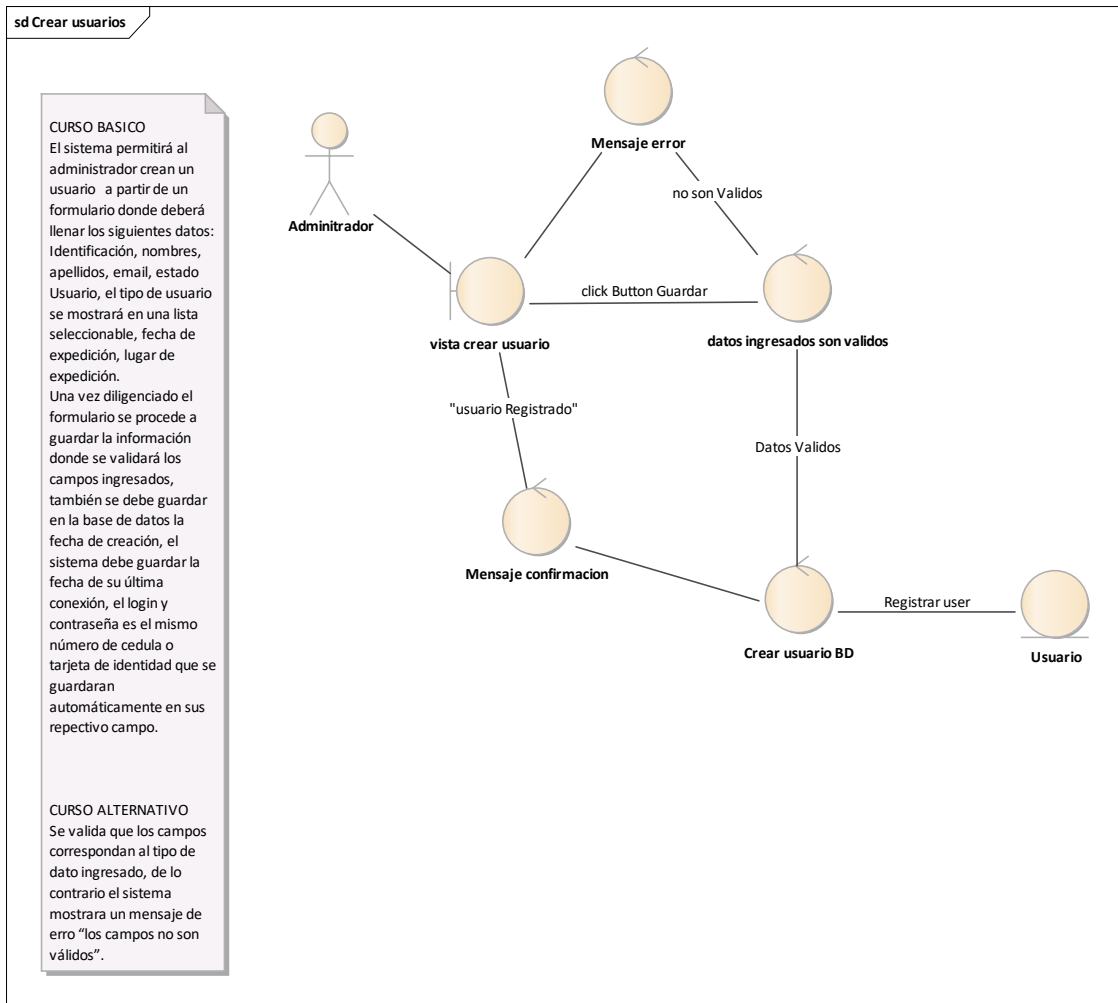 sd Crear usuarios
CURSO BASICO
El sistema permitirá al
administrador crean un
usuario a partir de un
formulario donde deberá
llenar los siguientes datos:
Identificación, nombres,
apellidos, email, estado
Usuario, el tipo de usuario
se mostrará en una lista
seleccionable, fecha de
expedición, lugar de
expedición.
Una vez diligenciado el
formulario se procede a
guardar la información
donde se validará los
campos ingresados,
también se debe guardar
en la base de datos la
fecha de creación, el
sistema debe guardar la
fecha de su última
conexión, el login y
contraseña es el mismo
número de cedula o
tarjeta de identidad que se
guardaran
automáticamente en sus
repectivo campo.
CURSO ALTERNATIVO
Se valida que los campos
correspondan al tipo de
dato ingresado, de lo
contrario el sistema
mostrara un mensaje de
erro “los campos no son
válidos”.
Mensaje error
no son Validos
Adminitrador
click Button Guardar
vista crear usuario
datos ingresados son validos
"usuario Registrado"
Datos Validos
Mensaje confirmacion
Registrar user
Crear usuario BD
Usuario